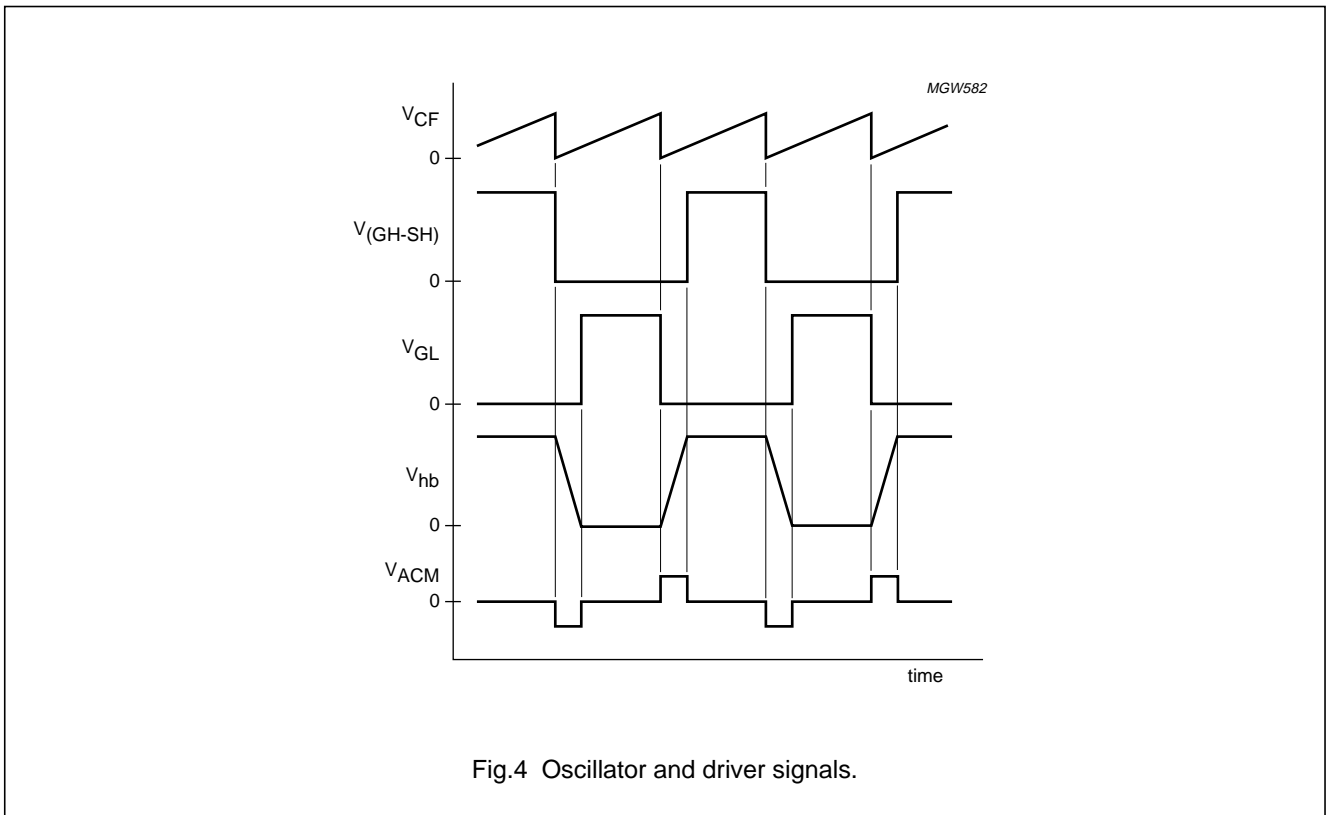 MGW582
VCF
0
V(GH-SH)
0
VGL
0
Vhb
0
VACM
0
time
Fig.4 Oscillator and driver signals.